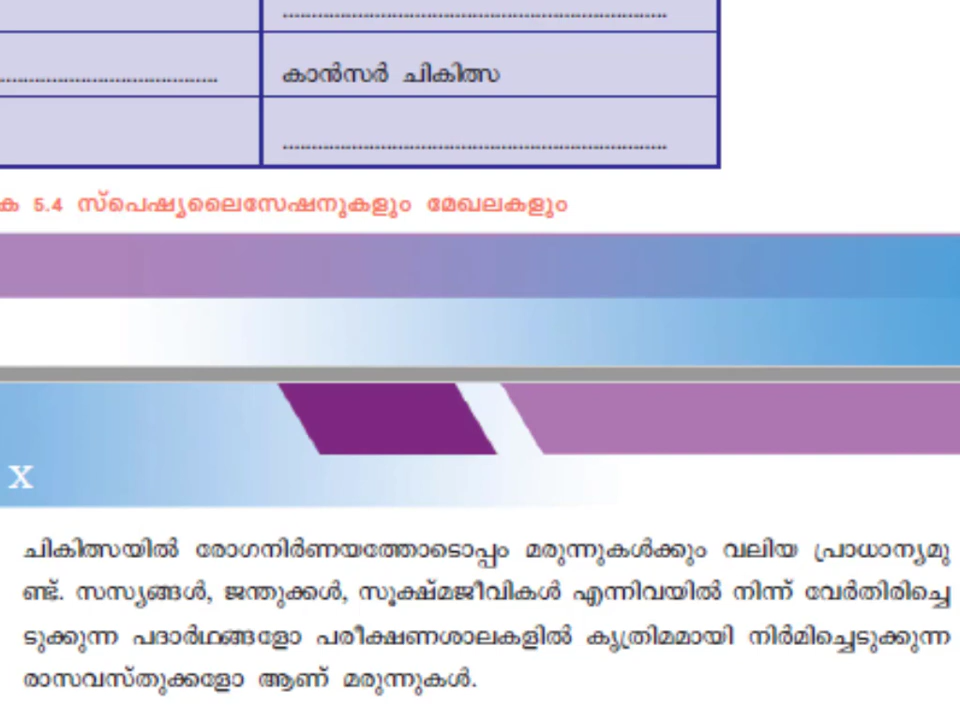 കാൻസർ ചികിത്സ
ക 5.4 സ്പെഷ്യലൈസേഷനുകളും മേഖലകളും
X
ചികിത്സയിൽ രോഗനിർണയത്തോടൊപ്പം മരുന്നുകൾക്കും വലിയ പ്രാധാന്യമു
ണ്ട്. സസ്യങ്ങൾ, ജന്തുക്കൾ, സൂക്ഷ്മജീവികൾ എന്നിവയിൽ നിന്ന് വേർതിരിച്ചെ
ടുക്കുന്ന പദാർഥങ്ങളോ പരീക്ഷണശാലകളിൽ കൃത്രിമമായി നിർമിച്ചെടുക്കുന്ന
രാസവസ്തുക്കളോ ആണ് മരുന്നുകൾ.